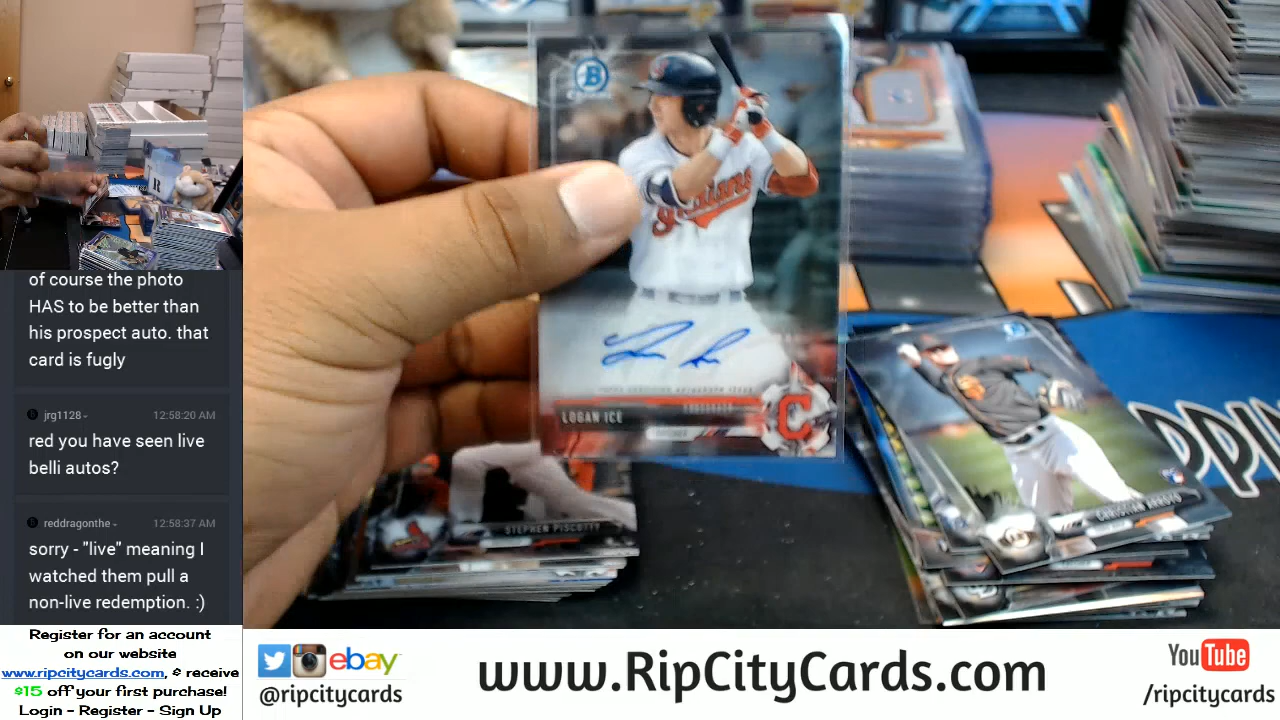 of course the photo
HAS to be better than
his prospect auto. that
card is fugly
jrg1128
12:58:20 AM
red you have seen live
belli autos?
reddragonthe
12:58:37 AM
sorry - "live" meaning I
watched them pull a
non-live redemption. :)
Register for an account
on our website
www.ripcitycards.com, & receive
$15 off your first purchase!
Login - Register - Sign Up
B
Indians
LOGAN ICE
C
STEPHEN PISCOTTY
CHRISTIAN ARROYO
ebay
@ripcitycards
www.RipCityCards.com
YouTube
/ripcitycards